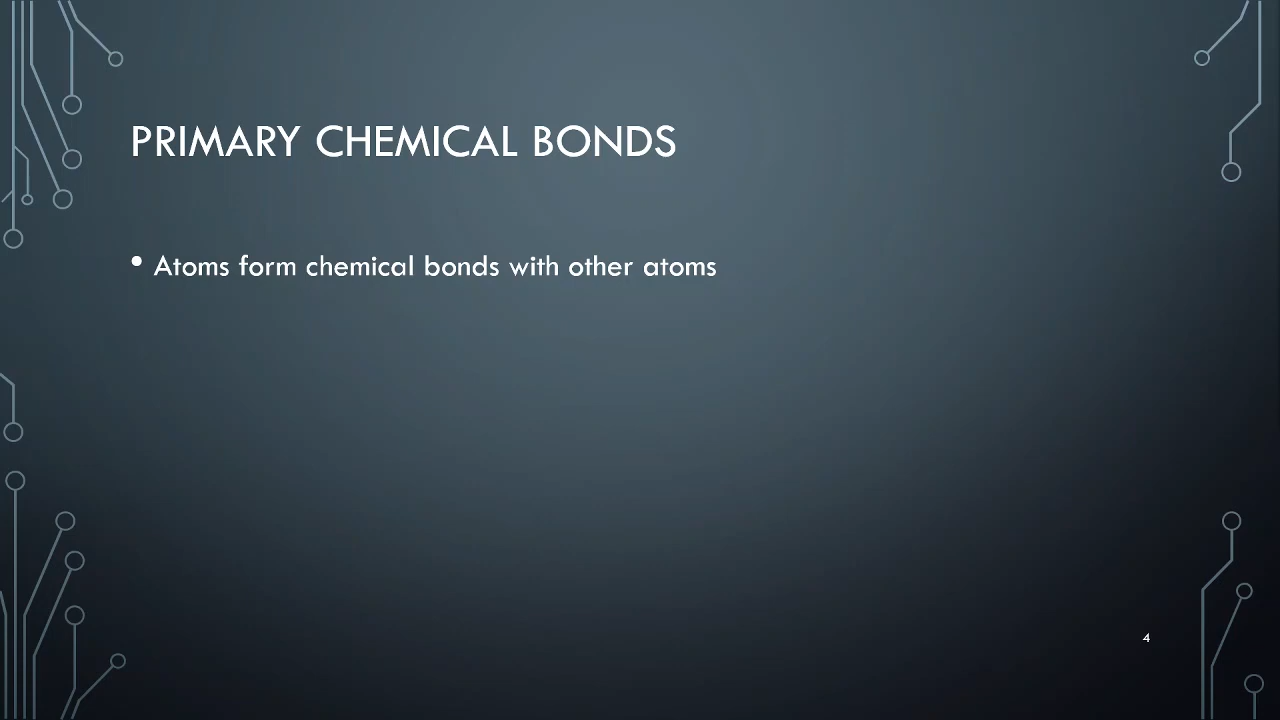 PRIMARY CHEMICAL BONDS
• Atoms form chemical bonds with other atoms
4